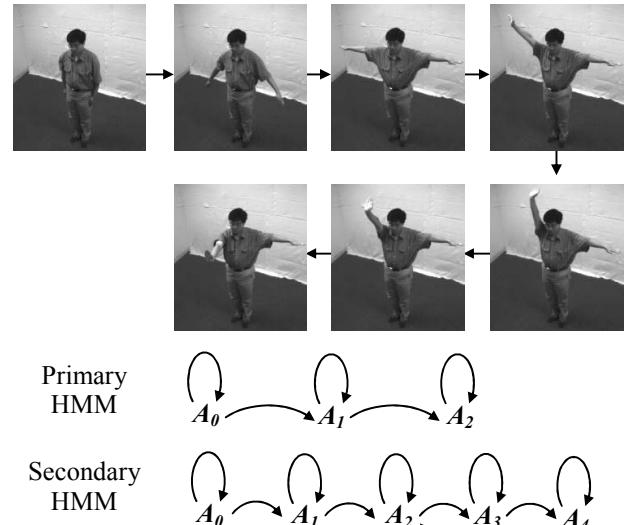 Primary
HMM
A0 A1 A2
Secondary
HMM
A0 A1 A2 A3 A4